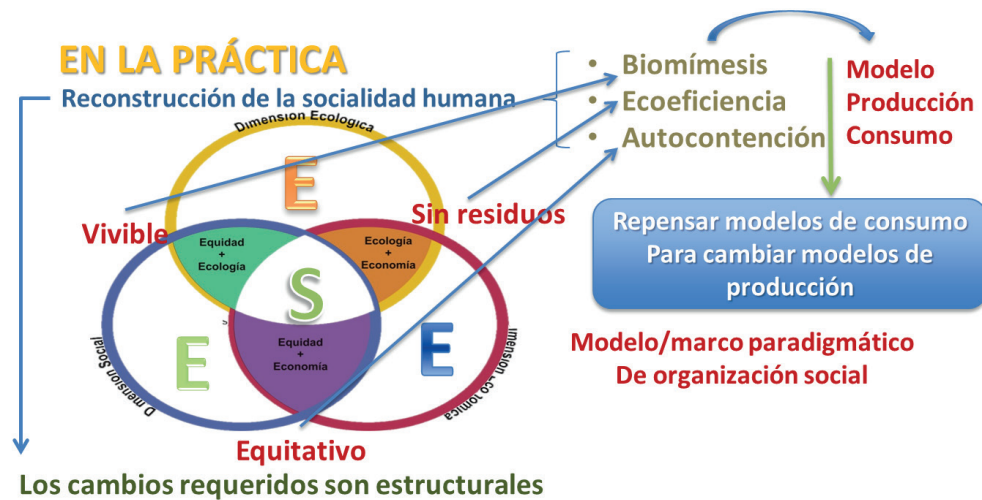 EN LA PRÁCTICA
Reconstrucción de la socialidad humana
• Biomímesis
• Ecoeficiencia
• Autocontención
Modelo
Producción
Consumo
Dimensión Ecológica
E
Vivible
Sin residuos
Equidad
+
Ecología
Ecología
+
Economía
S
E
Equidad
+
Economía
E
Dimensión Social
Equitativo
Repensar modelos de consumo
Para cambiar modelos de
producción
Modelo/marco paradigmático
De organización social
Los cambios requeridos son estructurales